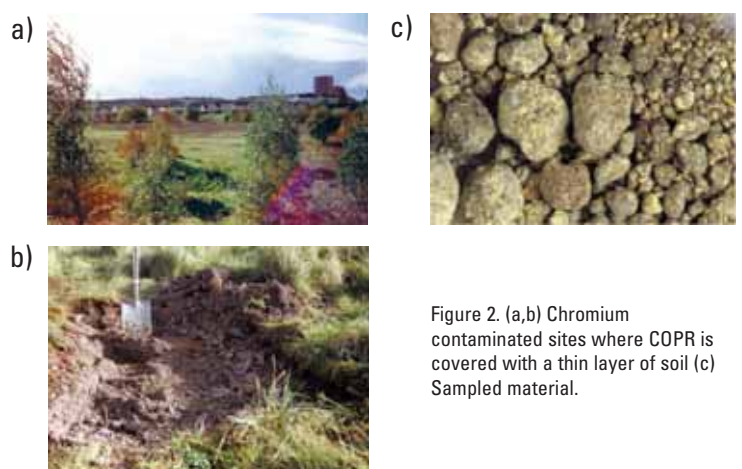 a)
c)
b)
Figure 2. (a,b) Chromium
contaminated sites where COPR is
covered with a thin layer of soil (c)
Sampled material.